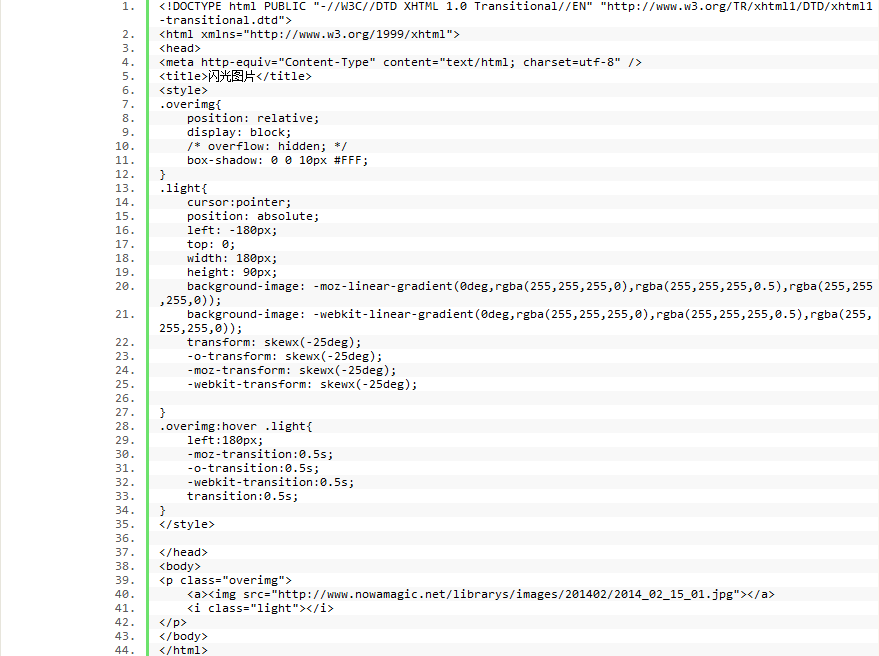 1. <!DOCTYPE html PUBLIC "-//W3C//DTD XHTML 1.0 Transitional//EN" "http://www.w3.org/TR/xhtml1/DTD/xhtml1
-transitional.dtd">
2. <html xmlns="http://www.w3.org/1999/xhtml">
3. <head>
4. <meta http-equiv="Content-Type" content="text/html; charset=utf-8" />
5. <title>闪光图片</title>
6. <style>
7. .overimg{
8.     position: relative;
9.     display: block;
10.     /* overflow: hidden; */
11.     box-shadow: 0 0 10px #FFF;
12. }
13. .light{
14.     cursor:pointer;
15.     position: absolute;
16.     left: -180px;
17.     top: 0;
18.     width: 180px;
19.     height: 90px;
20.     background-image: -moz-linear-gradient(0deg,rgba(255,255,255,0),rgba(255,255,255,0.5),rgba(255,255
,255,0));
21.     background-image: -webkit-linear-gradient(0deg,rgba(255,255,255,0),rgba(255,255,255,0.5),rgba(255,
255,255,0));
22.     transform: skewx(-25deg);
23.     -o-transform: skewx(-25deg);
24.     -moz-transform: skewx(-25deg);
25.     -webkit-transform: skewx(-25deg);
26.
27. }
28. .overimg:hover .light{
29.     left:180px;
30.     -moz-transition:0.5s;
31.     -o-transition:0.5s;
32.     -webkit-transition:0.5s;
33.     transition:0.5s;
34. }
35. </style>
36.
37. </head>
38. <body>
39. <p class="overimg">
40.     <a><img src="http://www.nowamagic.net/librarys/images/201402/2014_02_15_01.jpg"></a>
41.     <i class="light"></i>
42. </p>
43. </body>
44. </html>